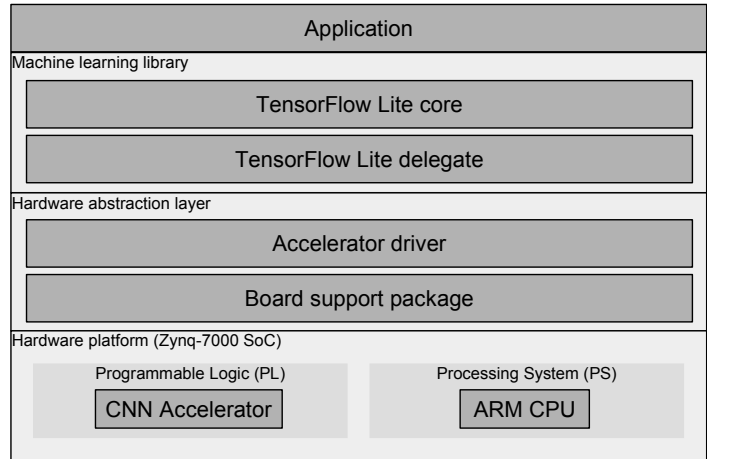 Application
Machine learning library
TensorFlow Lite core
TensorFlow Lite delegate
Hardware abstraction layer
Accelerator driver
Board support package
Hardware platform (Zynq-7000 SoC)
Programmable Logic (PL)
CNN Accelerator
Processing System (PS)
ARM CPU